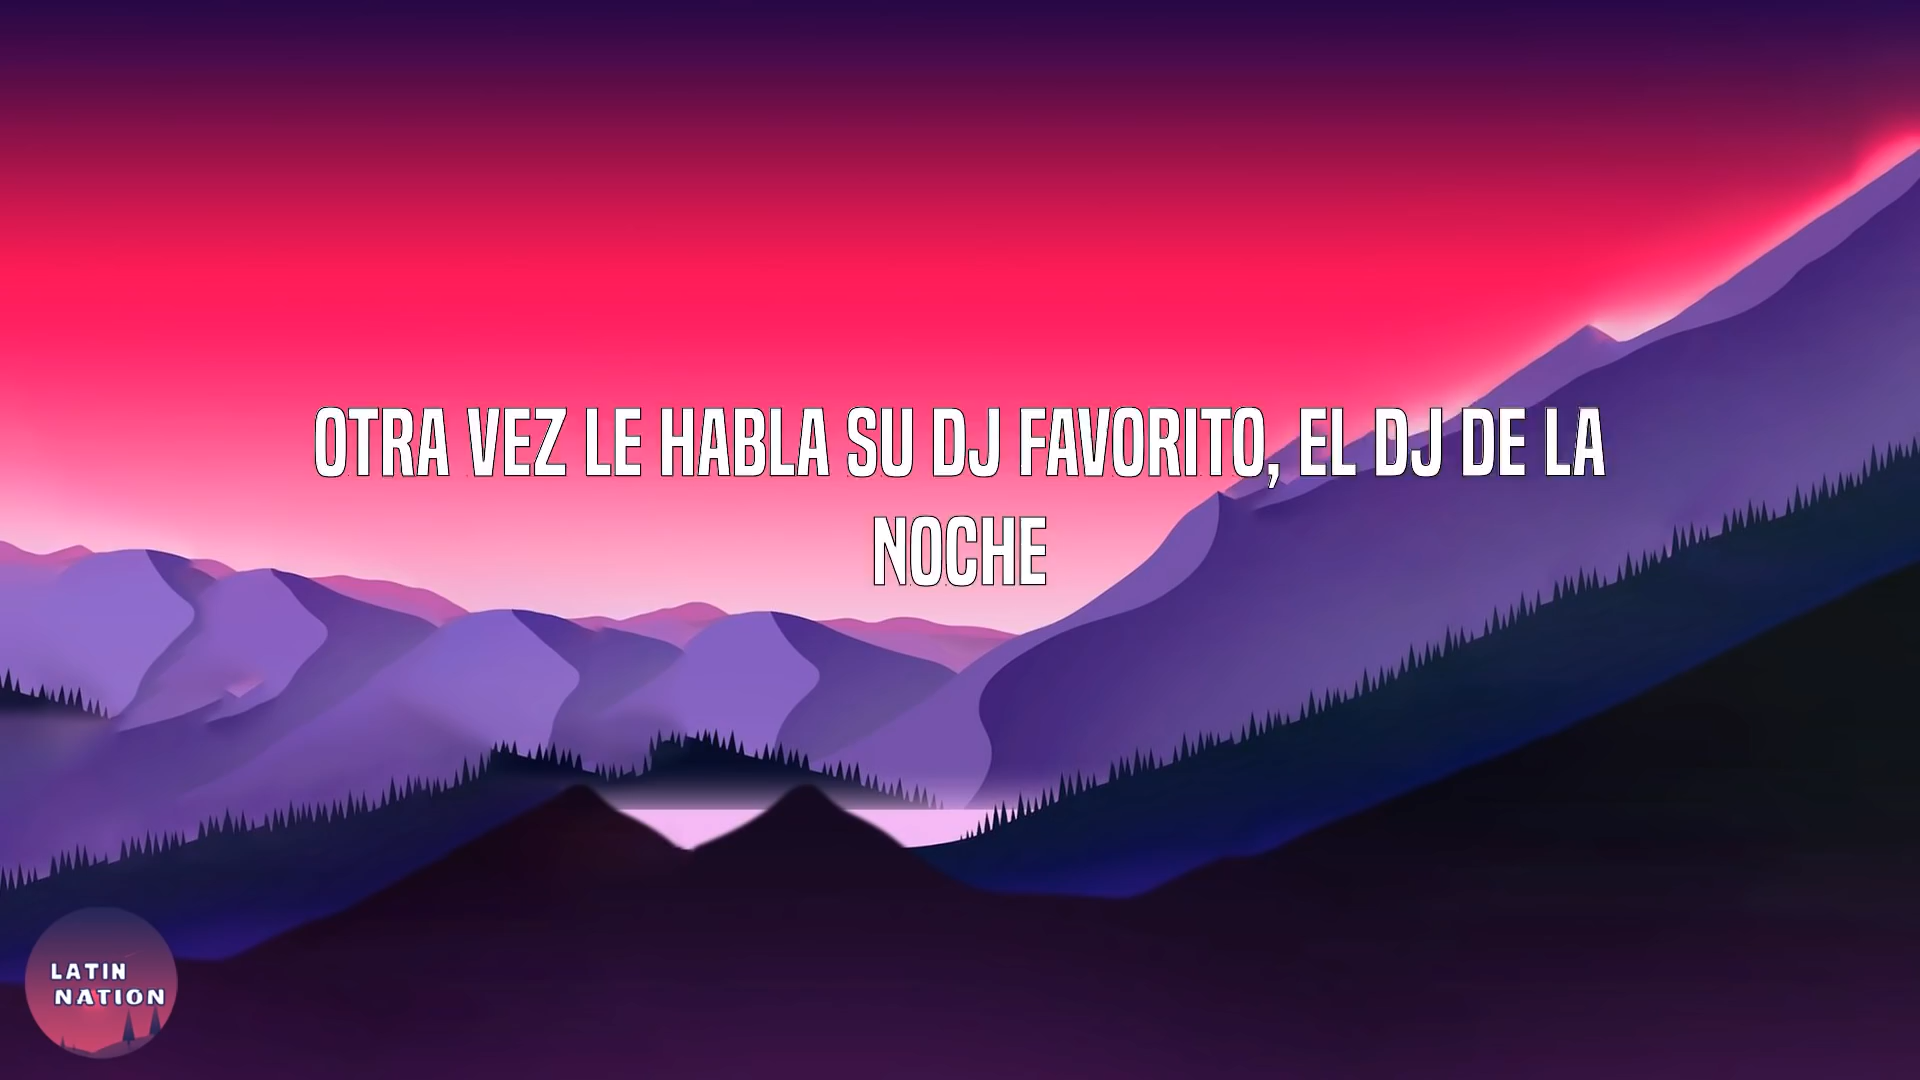 OTRA VEZ LE HABLA SU DJ FAVORITO, EL DJ DE LA
NOCHE
LATIN
NATION